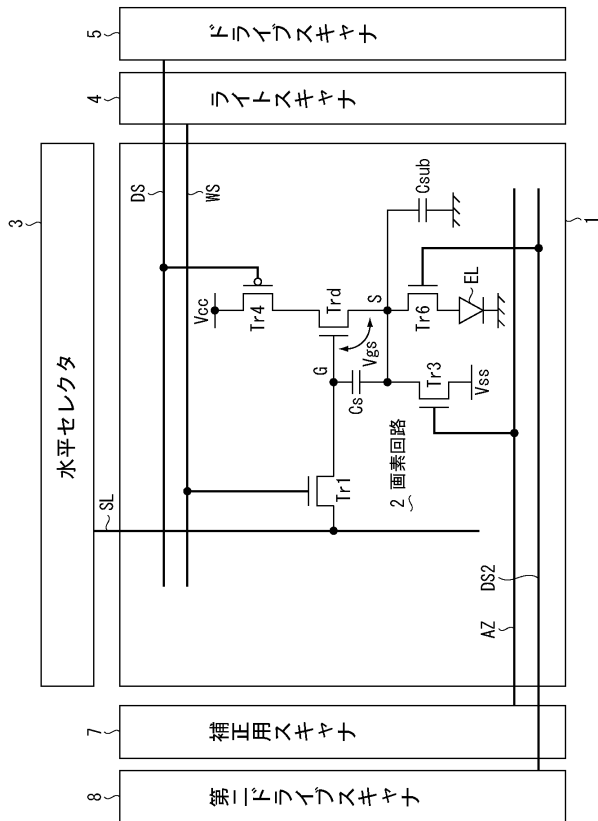 3
水平セレクタ
SL
8
第二ドライブスキャナ
7
補正用スキャナ
4
ライトスキャナ
5
ドライブスキャナ
DS
WS
Vcc
Tr4
Trd
G
S
Vgs
Cs
Csub
Tr1
Tr3
Tr6
EL
Vss
2 画素回路
AZ
DS2
1